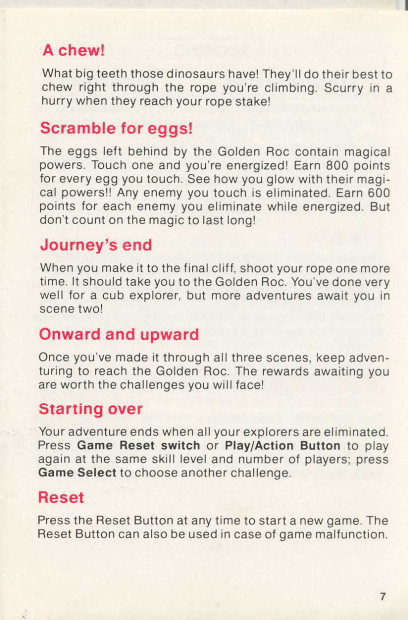 A chew!
What big teeth those dinosaurs have! They'll do their best to
chew right through the rope you're climbing. Scurry in a
hurry when they reach your rope stake!
Scramble for eggs!
The eggs left behind by the Golden Roc contain magical
powers. Touch one and you're energized! Earn 800 points
for every egg you touch. See how you glow with their magi-
cal powers!! Any enemy you touch is eliminated. Earn 600
points for each enemy you eliminate while energized. But
don't count on the magic to last long!
Journey's end
When you make it to the final cliff, shoot your rope one more
time. It should take you to the Golden Roc. You've done very
well for a cub explorer, but more adventures await you in
scene two!
Onward and upward
Once you've made it through all three scenes, keep adven-
turing to reach the Golden Roc. The rewards awaiting you
are worth the challenges you will face!
Starting over
Your adventure ends when all your explorers are eliminated.
Press Game Reset switch or Play/Action Button to play
again at the same skill level and number of players; press
Game Select to choose another challenge.
Reset
Press the Reset Button at any time to start a new game. The
Reset Button can also be used in case of game malfunction.
7